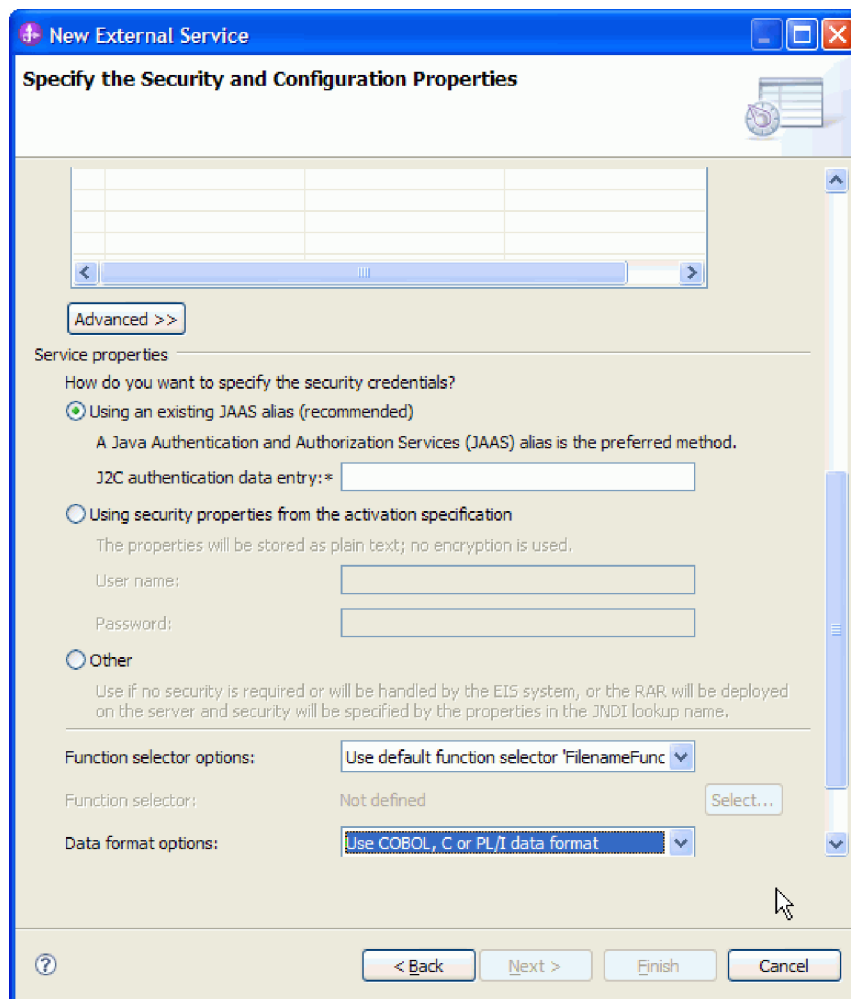 New External Service
Specify the Security and Configuration Properties
Advanced >>
Service properties
How do you want to specify the security credentials?
Using an existing JAAS alias (recommended)
A Java Authentication and Authorization Services (JAAS) alias is the preferred method.
J2C authentication data entry:*
Using security properties from the activation specification
The properties will be stored as plain text; no encryption is used.
User name:
Password:
Other
Use if no security is required or will be handled by the EIS system, or the RAR will be deployed
on the server and security will be specified by the properties in the JNDI lookup name.
Function selector options: Use default function selector 'FilenameFunc
Function selector: Not defined Select...
Data format options: Use COBOL, C or PL/I data format
? < Back Next > Finish Cancel